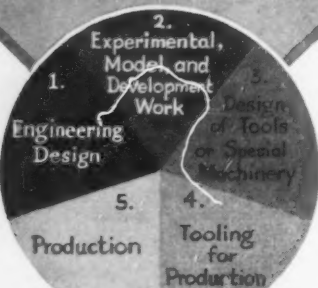 1.
Engineering
Design
2.
Experimental,
Model, and
Development
Work
3.
Design
of Tools
or Special
Machinery
4.
Tooling
for
Production
5.
Production